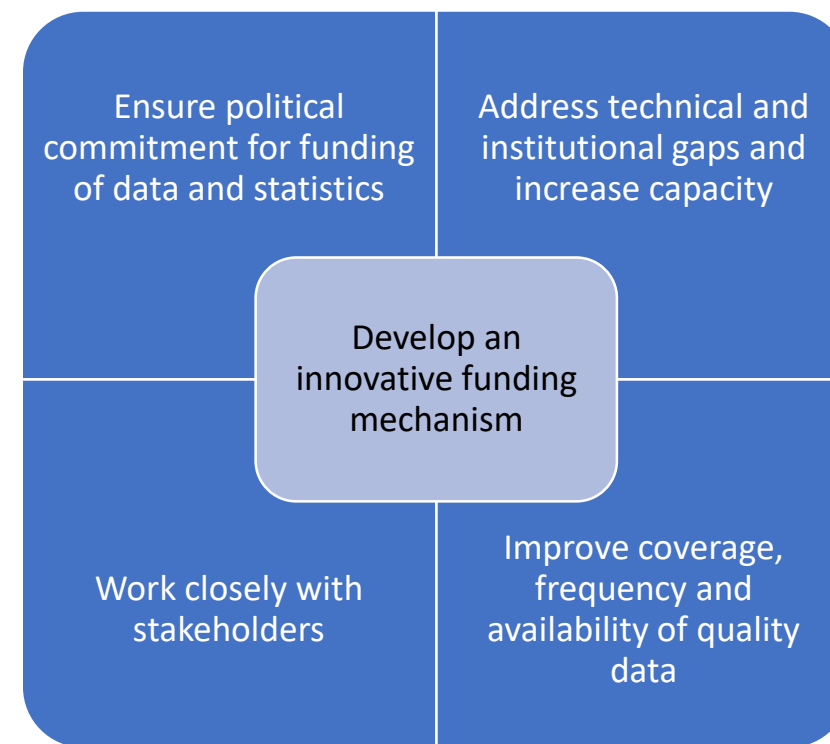 Ensure political
commitment for funding
of data and statistics
Address technical and
institutional gaps and
increase capacity
Develop an
innovative funding
mechanism
Work closely with
stakeholders
Improve coverage,
frequency and
availability of quality
data